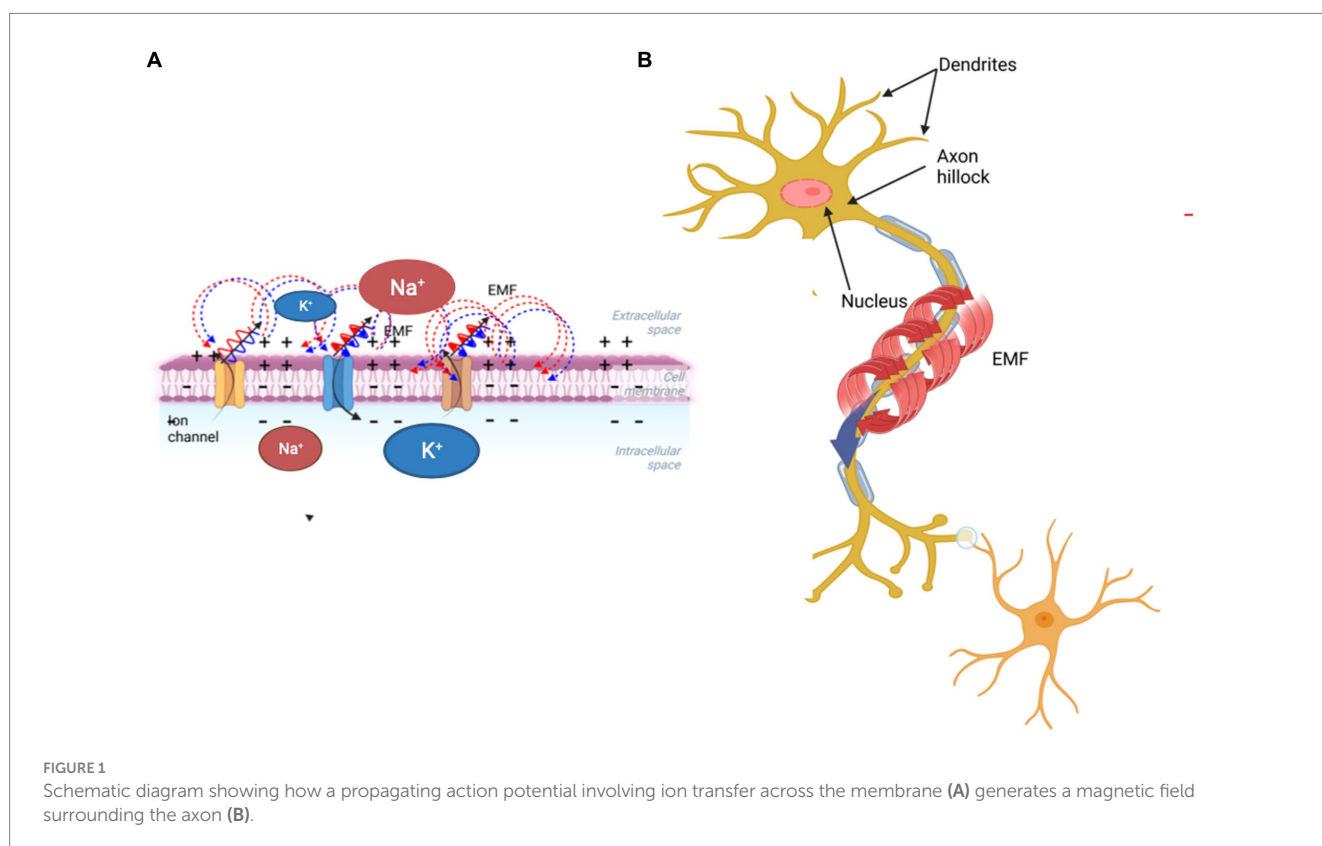 A
B
Dendrites
Axon
hillock
Nucleus
EMF
Na⁺
K⁺
EMF
EMF
Extracellular
space
+ + + + + +
+ + + + + + + +
Cell
membrane
- - - - - - - - -
Ion
channel
- - - - - - - - -
Na⁺
K⁺
Intracellular
space
FIGURE 1
Schematic diagram showing how a propagating action potential involving ion transfer across the membrane (A) generates a magnetic field
surrounding the axon (B).